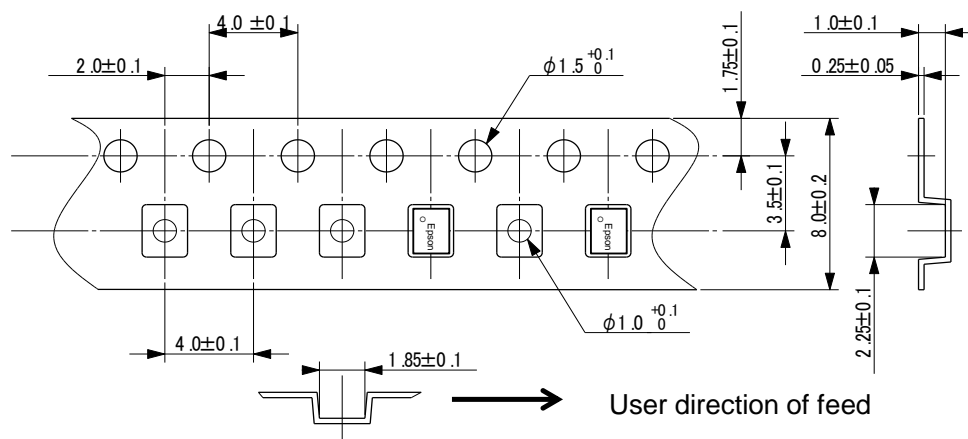 4.0 ±0.1
2.0±0.1
φ1.5 +0.1 0
1.75±0.1
1.0±0.1
0.25±0.05
3.5±0.1
8.0±0.2
2.25±0.1
Epson
Epson
φ1.0 +0.1 0
4.0±0.1
1.85±0.1
User direction of feed